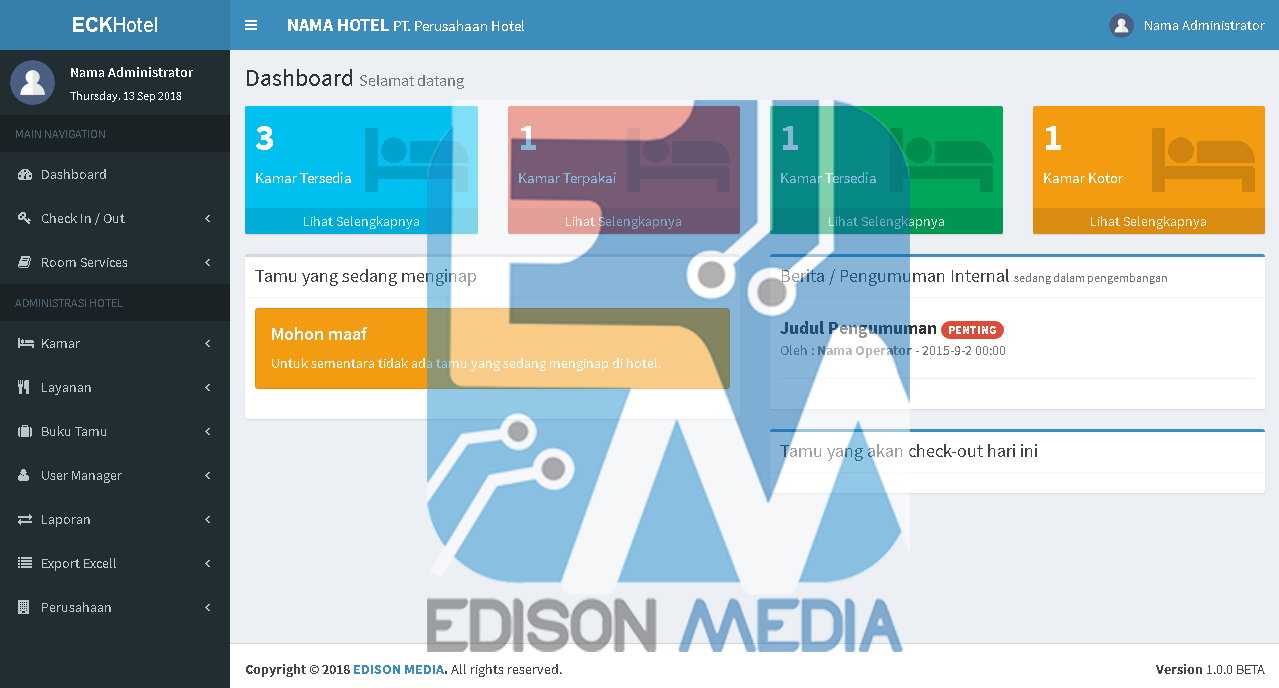 ECKHotel
NAMA HOTEL PT. Perusahaan Hotel
Nama Administrator
Nama Administrator
Thursday, 13 Sep 2018
MAIN NAVIGATION
Dashboard
Check In / Out
Room Services
ADMINISTRASI HOTEL
Kamar
Layanan
Buku Tamu
User Manager
Laporan
Export Excell
Perusahaan
Dashboard Selamat datang
3
Kamar Tersedia
Lihat Selengkapnya
1
Kamar Terpakai
Lihat Selengkapnya
1
Kamar Tersedia
Lihat Selengkapnya
1
Kamar Kotor
Lihat Selengkapnya
Tamu yang sedang menginap
Mohon maaf
Untuk sementara tidak ada tamu yang sedang menginap di hotel.
Berita / Pengumuman Internal sedang dalam pengembangan
Judul Pengumuman PENTING
Oleh : Nama Operator - 2015-9-2 00:00
Tamu yang akan check-out hari ini
EDISON MEDIA
Copyright © 2018 EDISON MEDIA. All rights reserved.
Version 1.0.0 BETA